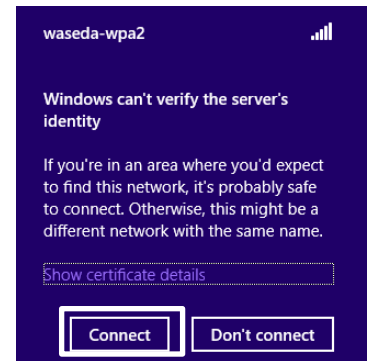 waseda-wpa2
Windows can't verify the server's
identity
If you're in an area where you'd expect
to find this network, it's probably safe
to connect. Otherwise, this might be a
different network with the same name.
Show certificate details
Connect
Don't connect